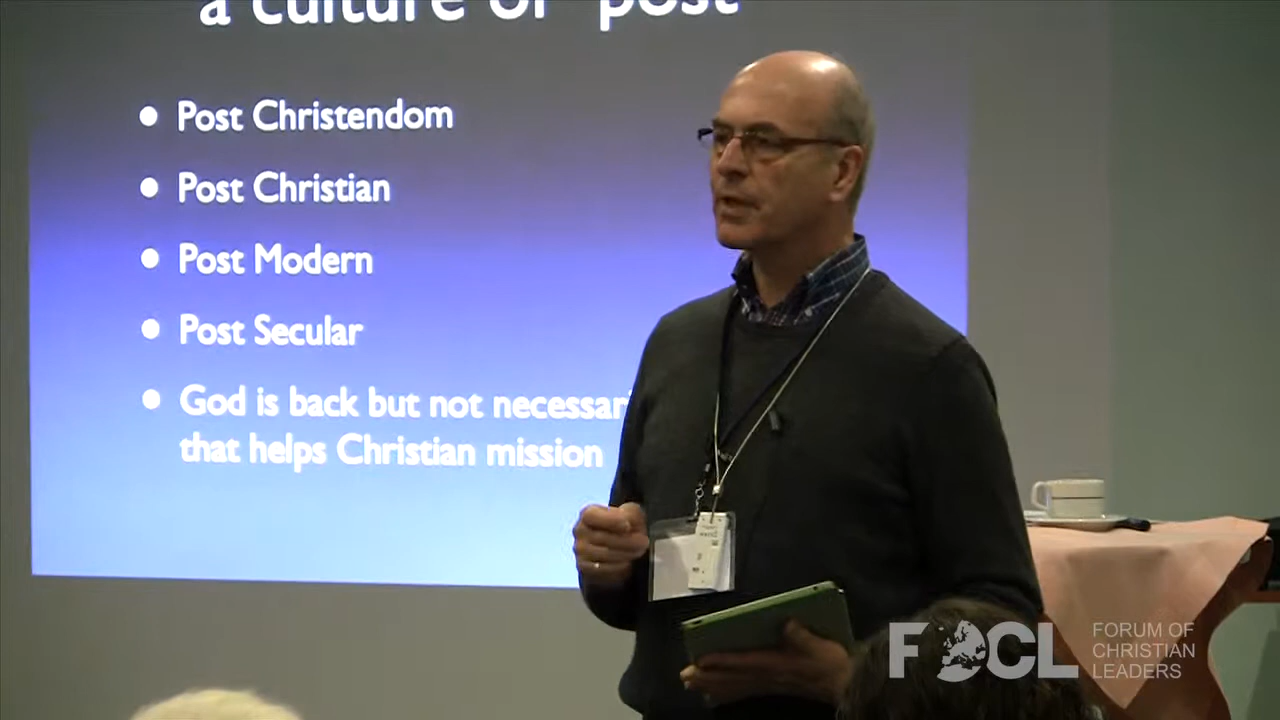 a culture of 'post'
Post Christendom
Post Christian
Post Modern
Post Secular
God is back but not
that helps Christian mission
FOCL
FORUM OF
CHRISTIAN
LEADERS